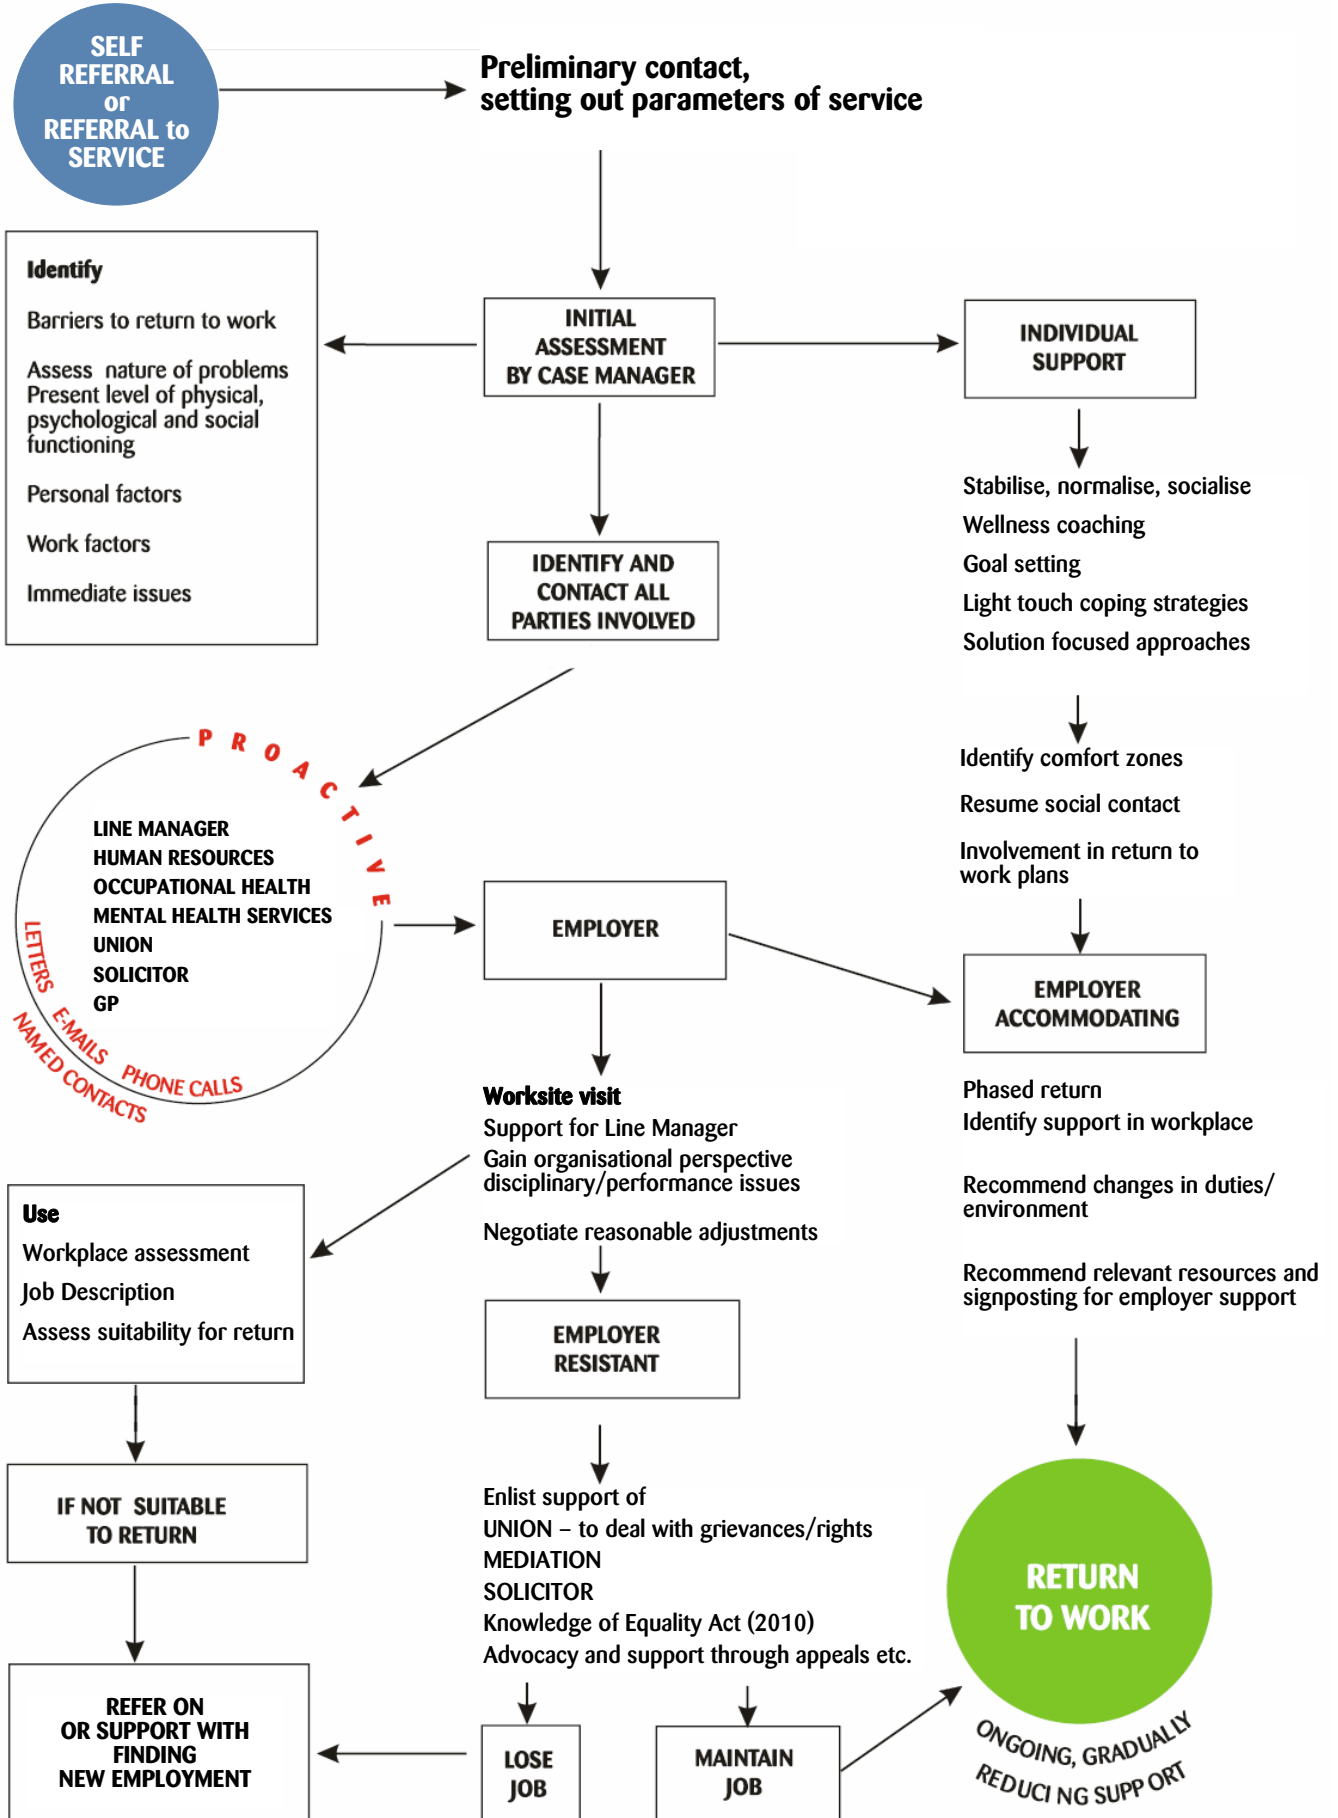 SELF
REFERRAL
or
REFERRAL to
SERVICE
Preliminary contact,
setting out parameters of service
Identify
Barriers to return to work
Assess nature of problems
Present level of physical,
psychological and social
functioning
Personal factors
Work factors
Immediate issues
INITIAL
ASSESSMENT
BY CASE MANAGER
INDIVIDUAL
SUPPORT
Stabilise, normalise, socialise
Wellness coaching
Goal setting
Light touch coping strategies
Solution focused approaches
IDENTIFY AND
CONTACT ALL
PARTIES INVOLVED
Identify comfort zones
Resume social contact
Involvement in return to
work plans
PROACTIVE
LINE MANAGER
HUMAN RESOURCES
OCCUPATIONAL HEALTH
MENTAL HEALTH SERVICES
UNION
SOLICITOR
GP
LETTERS E-MAILS PHONE CALLS
NAMED CONTACTS
EMPLOYER
EMPLOYER
ACCOMMODATING
Worksite visit
Support for Line Manager
Gain organisational perspective
disciplinary/performance issues
Negotiate reasonable adjustments
Phased return
Identify support in workplace
Recommend changes in duties/
environment
Recommend relevant resources and
signposting for employer support
Use
Workplace assessment
Job Description
Assess suitability for return
EMPLOYER
RESISTANT
IF NOT SUITABLE
TO RETURN
Enlist support of
UNION – to deal with grievances/rights
MEDIATION
SOLICITOR
Knowledge of Equality Act (2010)
Advocacy and support through appeals etc.
RETURN
TO WORK
ONGOING, GRADUALLY
REDUCING SUPPORT
REFER ON
OR SUPPORT WITH
FINDING
NEW EMPLOYMENT
LOSE
JOB
MAINTAIN
JOB